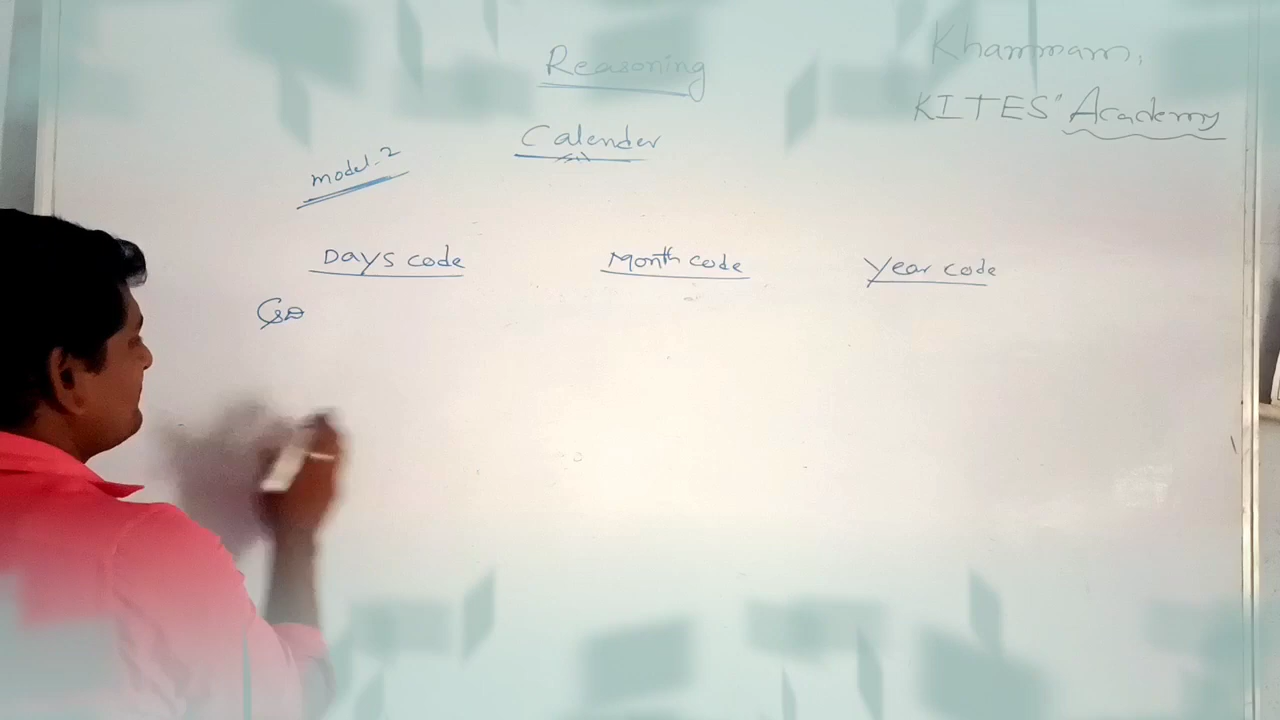 Khammam,
KITES" Academy
Reasoning
Calender
model-2
Days code
Month code
Year code